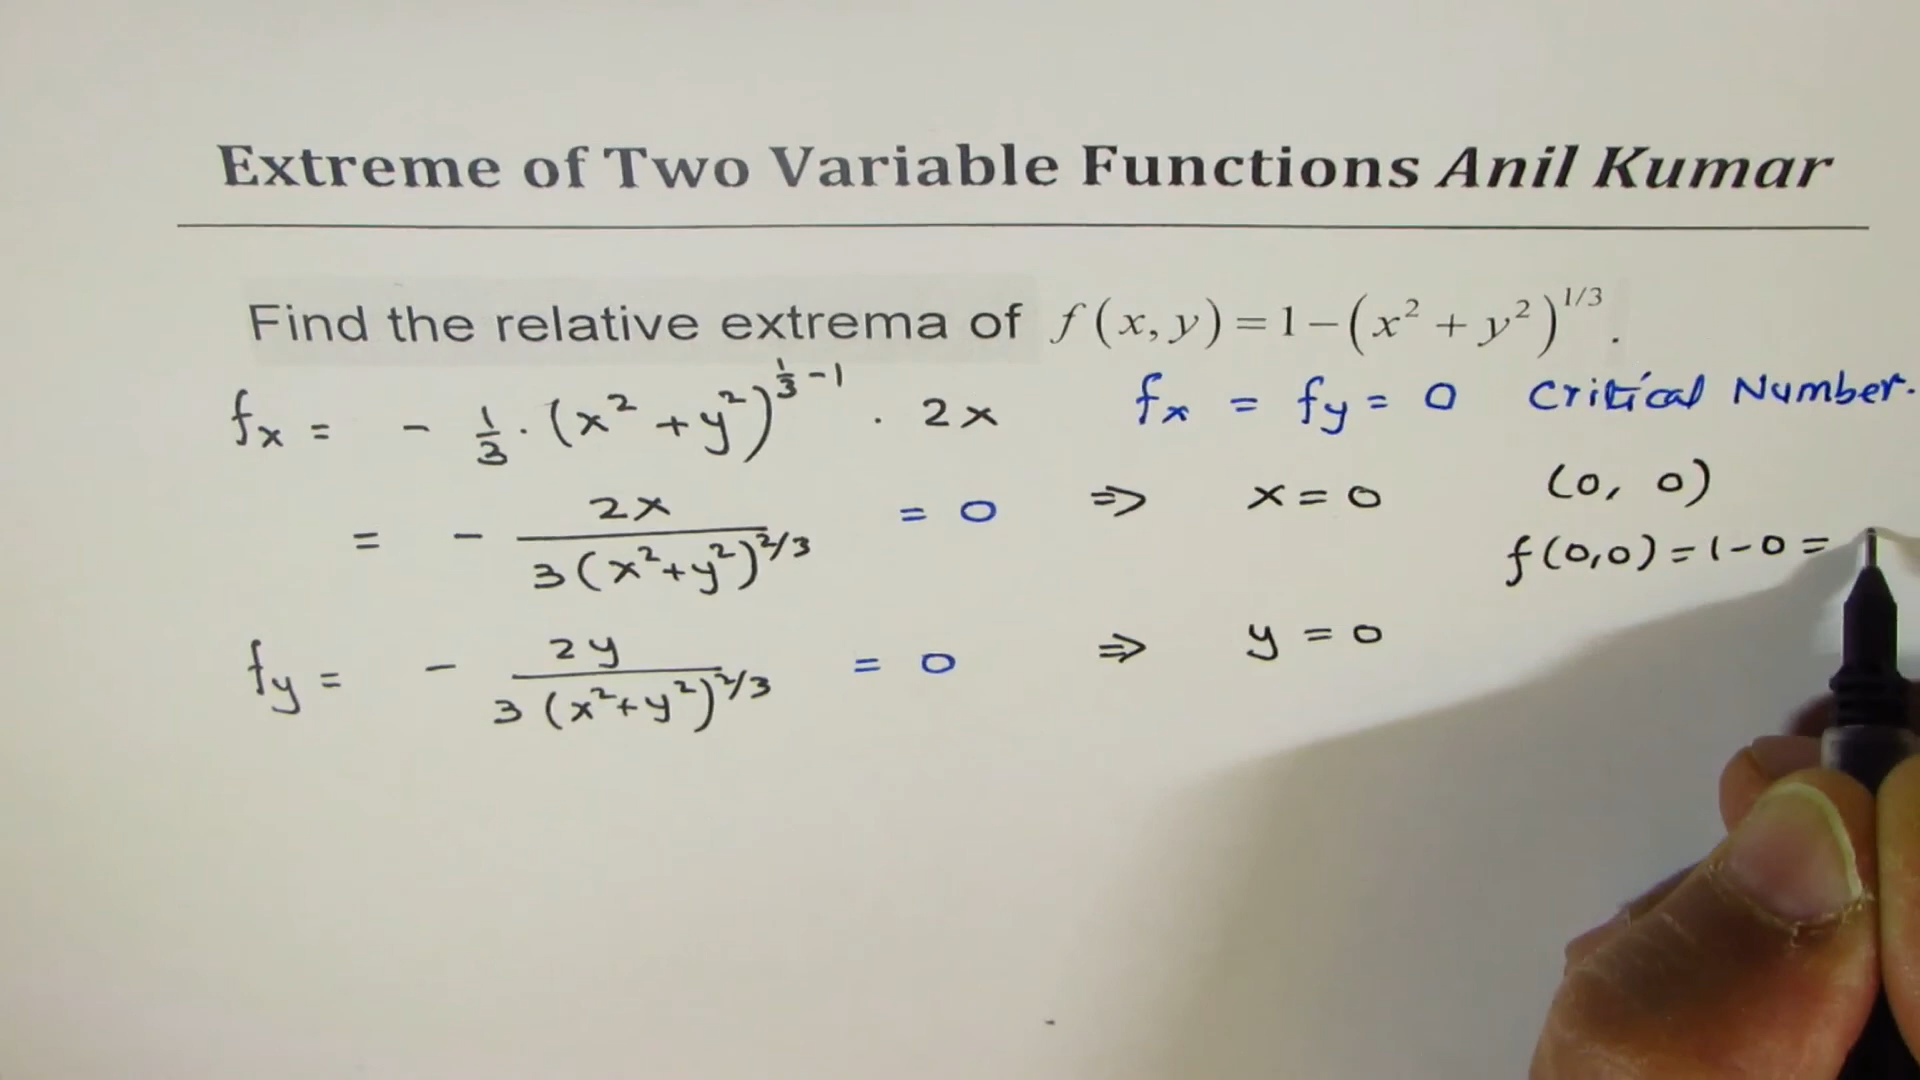 Extreme of Two Variable Functions Anil Kumar
Find the relative extrema of f(x, y) = 1 − (x² + y²)^{1/3}.
fx = - 1/3 · (x² + y²)^{1/3 - 1} · 2x
fx = fy = 0 Critical Number.
= - 2x / 3(x²+y²)^{2/3} = 0 ⇒ x = 0
(0, 0)
f(0,0) = 1 - 0 =
fy = - 2y / 3(x²+y²)^{2/3} = 0 ⇒ y = 0